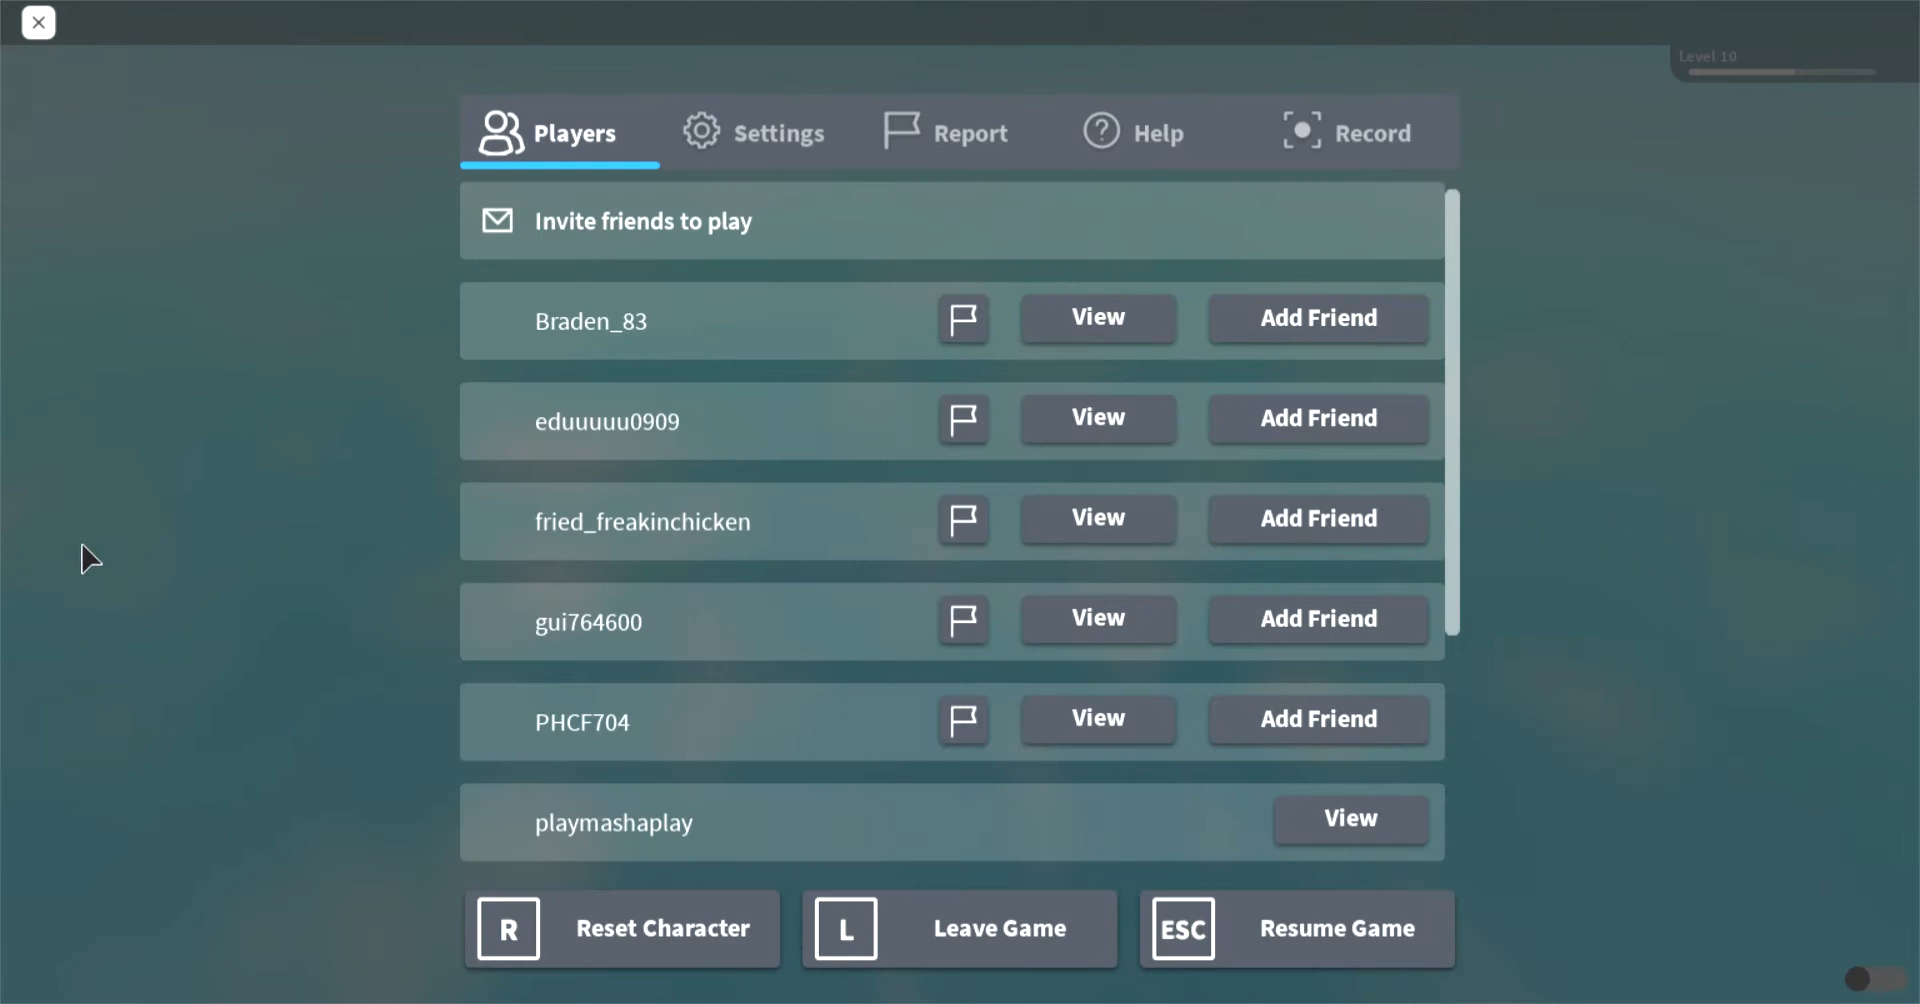 Level 10
Players Settings Report Help Record
Invite friends to play
Braden_83 View Add Friend
eduuuuu0909 View Add Friend
fried_freakinchicken View Add Friend
gui764600 View Add Friend
PHCF704 View Add Friend
playmashaplay View
R Reset Character L Leave Game ESC Resume Game